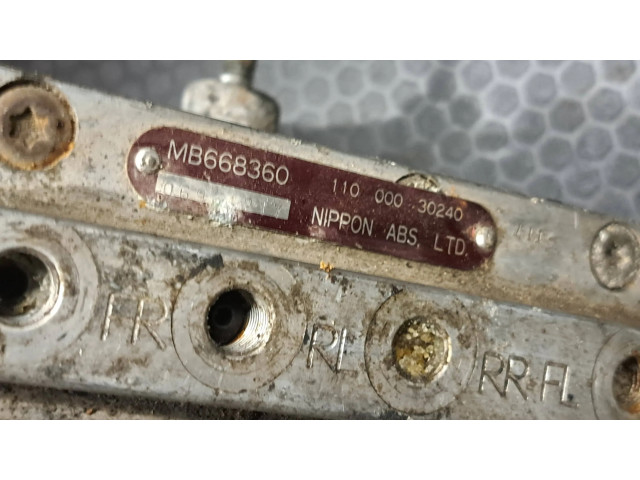 MB668360
110 000 30240
NIPPON ABS, LTD.
FR RL RR FL